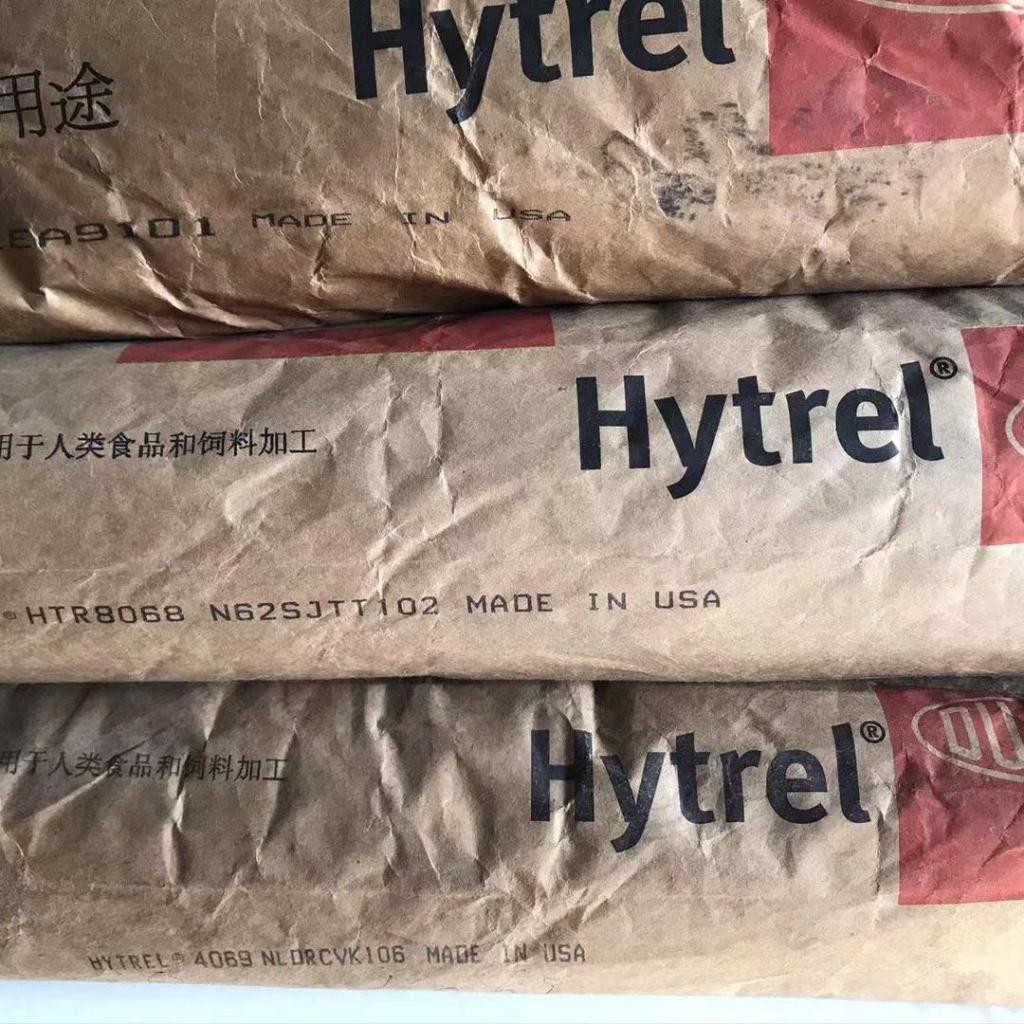 Hytrel
用途
EA9101 MADE IN USA
Hytrel®
用于人类食品和饲料加工
® HTR8068 N62SJTT102 MADE IN USA
DU
Hytrel®
用于人类食品和饲料加工
HYTREL® 4069 NLDRCVK106 MADE IN USA